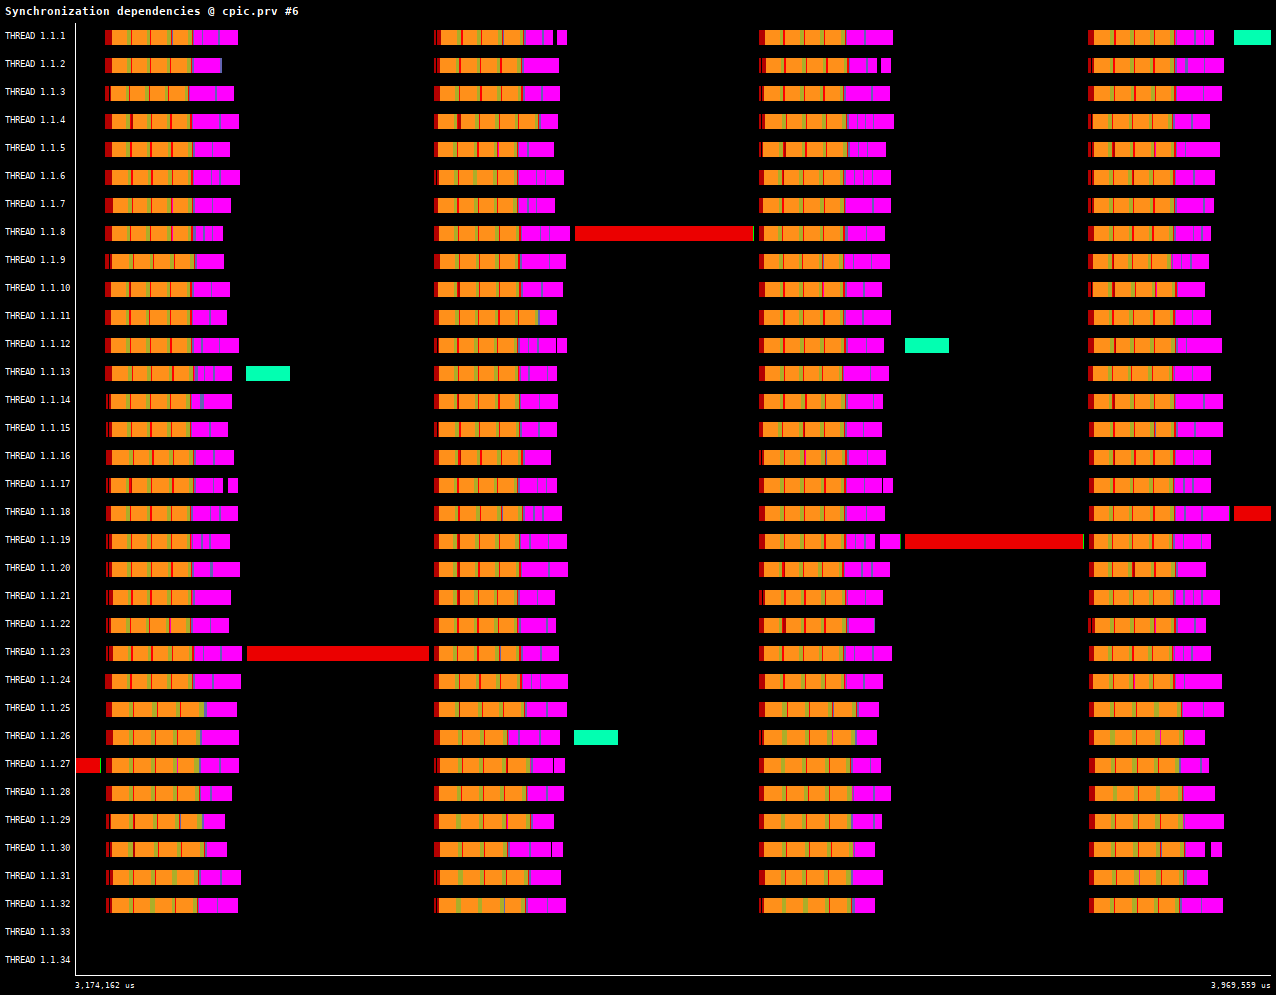 Synchronization dependencies @ cpic.prv #6
THREAD 1.1.1
THREAD 1.1.2
THREAD 1.1.3
THREAD 1.1.4
THREAD 1.1.5
THREAD 1.1.6
THREAD 1.1.7
THREAD 1.1.8
THREAD 1.1.9
THREAD 1.1.10
THREAD 1.1.11
THREAD 1.1.12
THREAD 1.1.13
THREAD 1.1.14
THREAD 1.1.15
THREAD 1.1.16
THREAD 1.1.17
THREAD 1.1.18
THREAD 1.1.19
THREAD 1.1.20
THREAD 1.1.21
THREAD 1.1.22
THREAD 1.1.23
THREAD 1.1.24
THREAD 1.1.25
THREAD 1.1.26
THREAD 1.1.27
THREAD 1.1.28
THREAD 1.1.29
THREAD 1.1.30
THREAD 1.1.31
THREAD 1.1.32
THREAD 1.1.33
THREAD 1.1.34
3,174,162 us
3,969,559 us